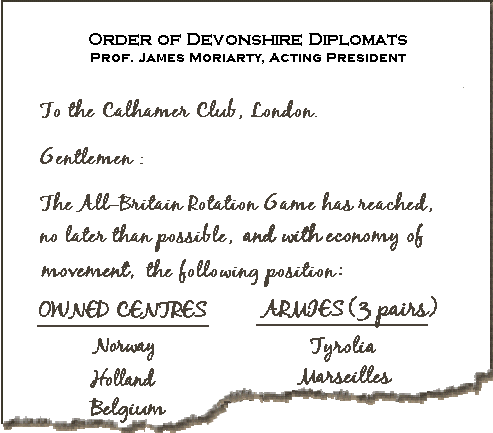 ORDER OF DEVONSHIRE DIPLOMATS
PROF. JAMES MORIARTY, ACTING PRESIDENT
To the Calhamer Club, London.
Gentlemen :
The All-Britain Rotation Game has reached,
no later than possible, and with economy of
movement, the following position:
OWNED CENTRES ARMIES (3 pairs)
Norway Tyrolia
Holland Marseilles
Belgium